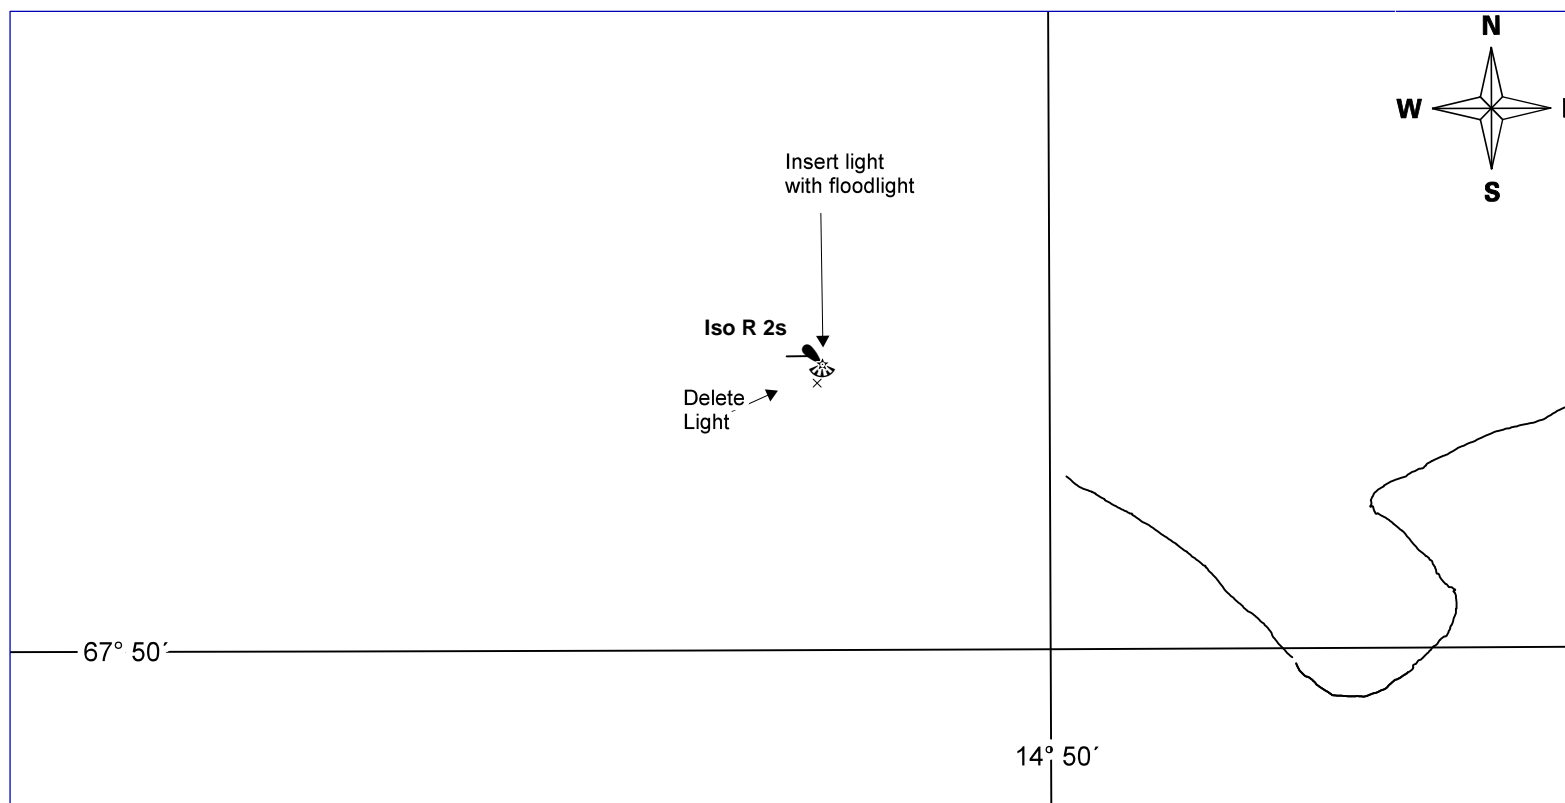 N
W
S
Insert light
with floodlight
Iso R 2s
Delete
Light
67° 50´
14° 50´